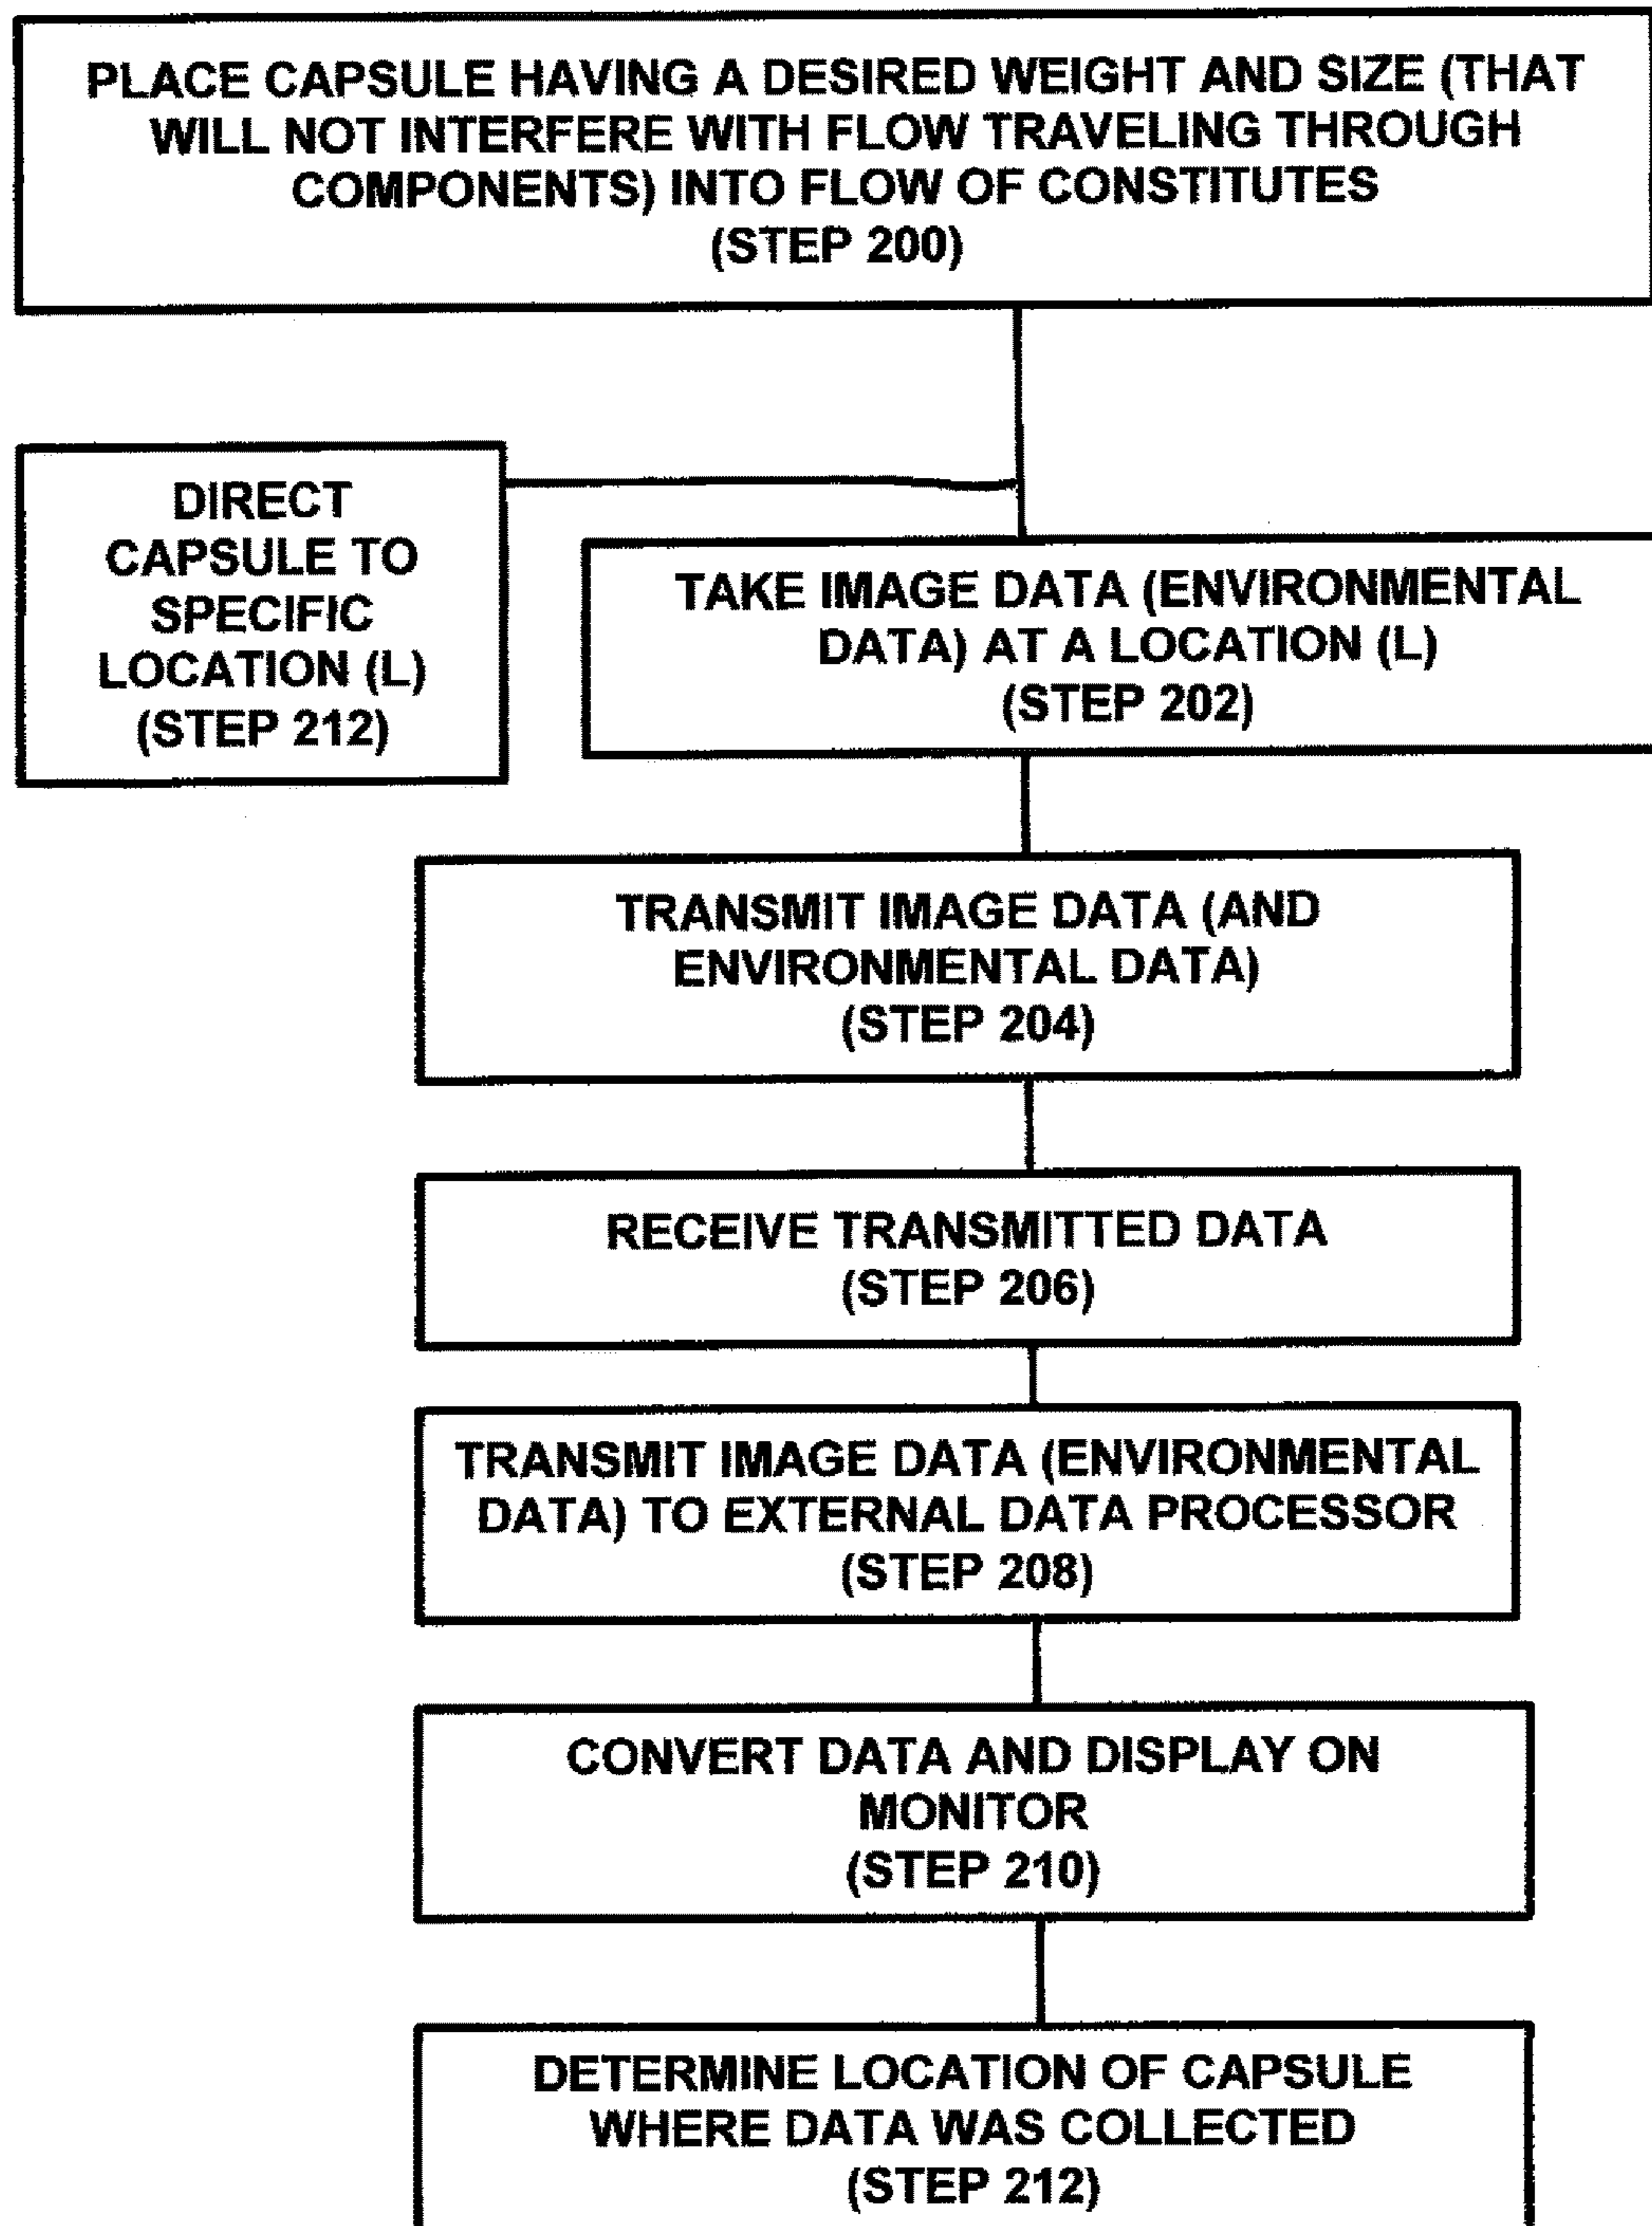 PLACE CAPSULE HAVING A DESIRED WEIGHT AND SIZE (THAT
WILL NOT INTERFERE WITH FLOW TRAVELING THROUGH
COMPONENTS) INTO FLOW OF CONSTITUTES
(STEP 200)
DIRECT
CAPSULE TO
SPECIFIC
LOCATION (L)
(STEP 212)
TAKE IMAGE DATA (ENVIRONMENTAL
DATA) AT A LOCATION (L)
(STEP 202)
TRANSMIT IMAGE DATA (AND
ENVIRONMENTAL DATA)
(STEP 204)
RECEIVE TRANSMITTED DATA
(STEP 206)
TRANSMIT IMAGE DATA (ENVIRONMENTAL
DATA) TO EXTERNAL DATA PROCESSOR
(STEP 208)
CONVERT DATA AND DISPLAY ON
MONITOR
(STEP 210)
DETERMINE LOCATION OF CAPSULE
WHERE DATA WAS COLLECTED
(STEP 212)